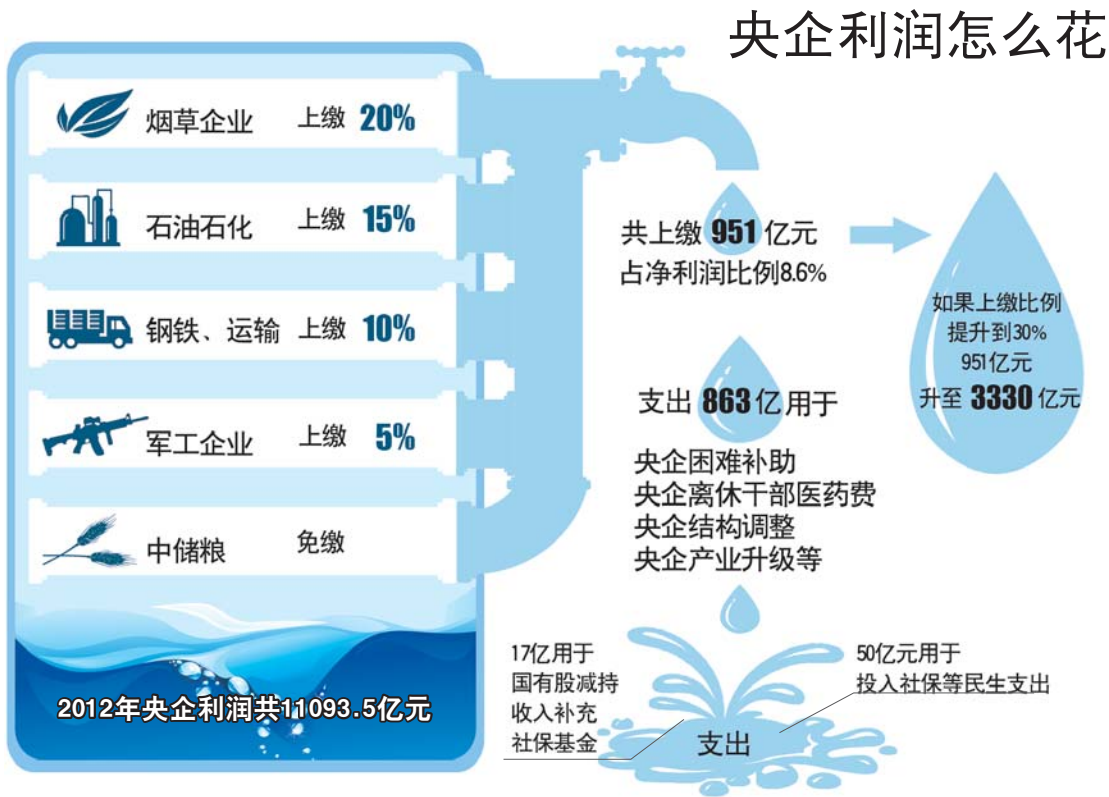 央企利润怎么花
烟草企业 上缴 20%
石油石化 上缴 15%
钢铁、运输 上缴 10%
军工企业 上缴 5%
中储粮 免缴
2012年央企利润共11093.5亿元
共上缴 951 亿元
占净利润比例8.6%
如果上缴比例
提升到30%
951亿元
升至 3330 亿元
支出 863 亿用于
央企困难补助
央企离休干部医药费
央企结构调整
央企产业升级等
17亿用于
国有股减持
收入补充
社保基金
50亿元用于
投入社保等民生支出
支出